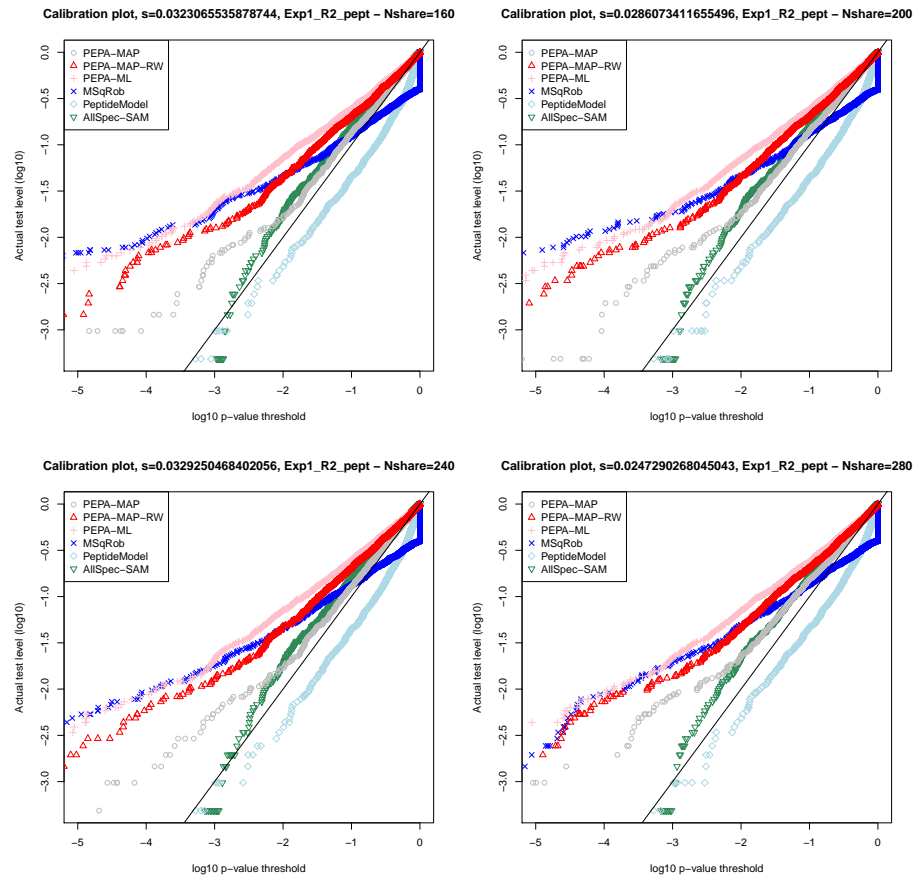 Calibration plot, s=0.0323065535878744, Exp1_R2_pept − Nshare=160
PEPA−MAP
PEPA−MAP−RW
PEPA−ML
MSqRob
PeptideModel
AllSpec−SAM
Actual test level (log10)
0.0
−0.5
−1.0
−1.5
−2.0
−2.5
−3.0
−5
−4
−3
−2
−1
0
log10 p−value threshold
Calibration plot, s=0.0286073411655496, Exp1_R2_pept − Nshare=200
PEPA−MAP
PEPA−MAP−RW
PEPA−ML
MSqRob
PeptideModel
AllSpec−SAM
Actual test level (log10)
0.0
−0.5
−1.0
−1.5
−2.0
−2.5
−3.0
−5
−4
−3
−2
−1
0
log10 p−value threshold
Calibration plot, s=0.0329250468402056, Exp1_R2_pept − Nshare=240
PEPA−MAP
PEPA−MAP−RW
PEPA−ML
MSqRob
PeptideModel
AllSpec−SAM
Actual test level (log10)
0.0
−0.5
−1.0
−1.5
−2.0
−2.5
−3.0
−5
−4
−3
−2
−1
0
log10 p−value threshold
Calibration plot, s=0.0247290268045043, Exp1_R2_pept − Nshare=280
PEPA−MAP
PEPA−MAP−RW
PEPA−ML
MSqRob
PeptideModel
AllSpec−SAM
Actual test level (log10)
0.0
−0.5
−1.0
−1.5
−2.0
−2.5
−3.0
−5
−4
−3
−2
−1
0
log10 p−value threshold